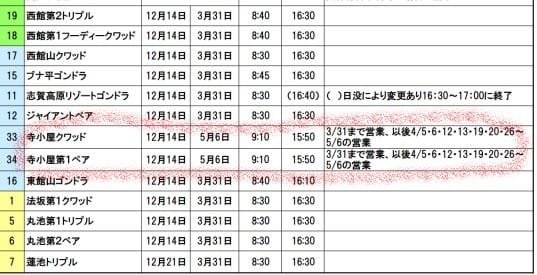 19 西館第2トリプル 12月14日 3月31日 8:40 16:30
18 西館第1フーディークワッド 12月14日 3月31日 8:40 16:30
17 西館山クワッド 12月14日 3月31日 8:30 16:30
15 ブナ平ゴンドラ 12月14日 3月31日 8:45 16:30
11 志賀高原リゾートゴンドラ 12月14日 3月31日 8:30 (16:40) ( )日没により変更あり16:30~17:00に終了
12 ジャイアントペア 12月14日 3月31日 8:30 16:30
33 寺小屋クワッド 12月14日 5月6日 9:10 15:50 3/31まで営業、以後4/5・6・12・13・19・20・26~5/6の営業
34 寺小屋第1ペア 12月14日 5月6日 9:10 15:50 3/31まで営業、以後4/5・6・12・13・19・20・26~5/6の営業
16 東館山ゴンドラ 12月14日 3月31日 8:40 16:10
1 法坂第1クワッド 12月14日 3月31日 8:30 16:30
5 丸池第1トリプル 12月14日 3月31日 8:30 16:30
6 丸池第2ペア 12月14日 3月31日 8:30 16:30
7 蓮池トリプル 12月21日 3月31日 8:30 16:30